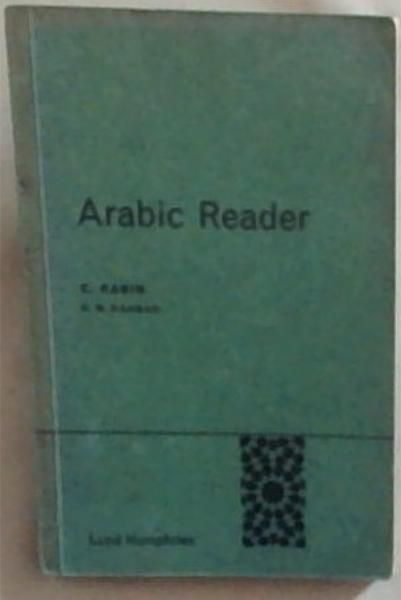 Arabic Reader
C. RABIN
Lund Humphries